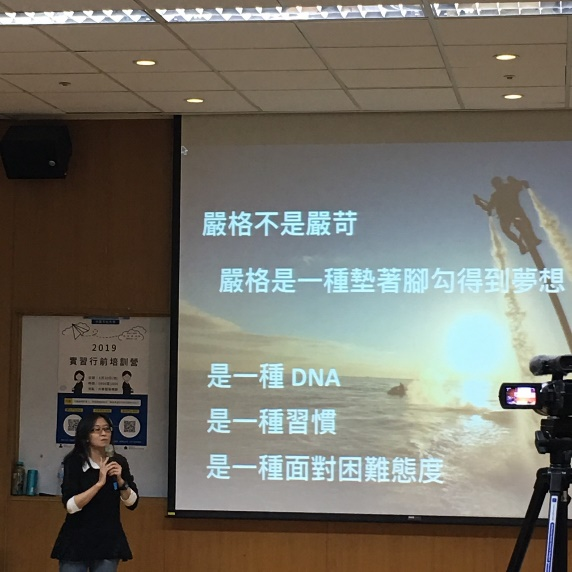 嚴格不是嚴苛
嚴格是一種墊著腳勾得到夢想
是一種 DNA
是一種習慣
是一種面對困難態度
2019
實習行前培訓營